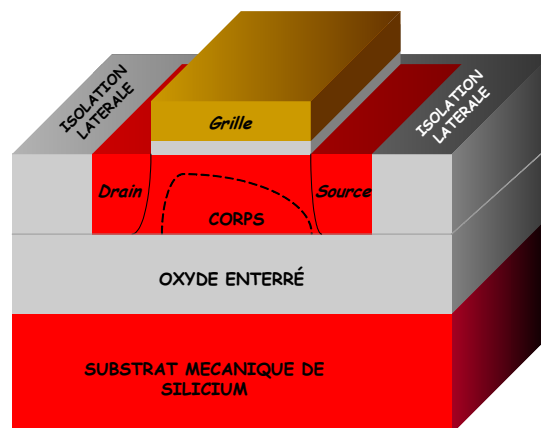 ISOLATION
LATERALE
ISOLATION
LATERALE
Grille
Drain
Source
CORPS
OXYDE ENTERRÉ
SUBSTRAT MECANIQUE DE
SILICIUM